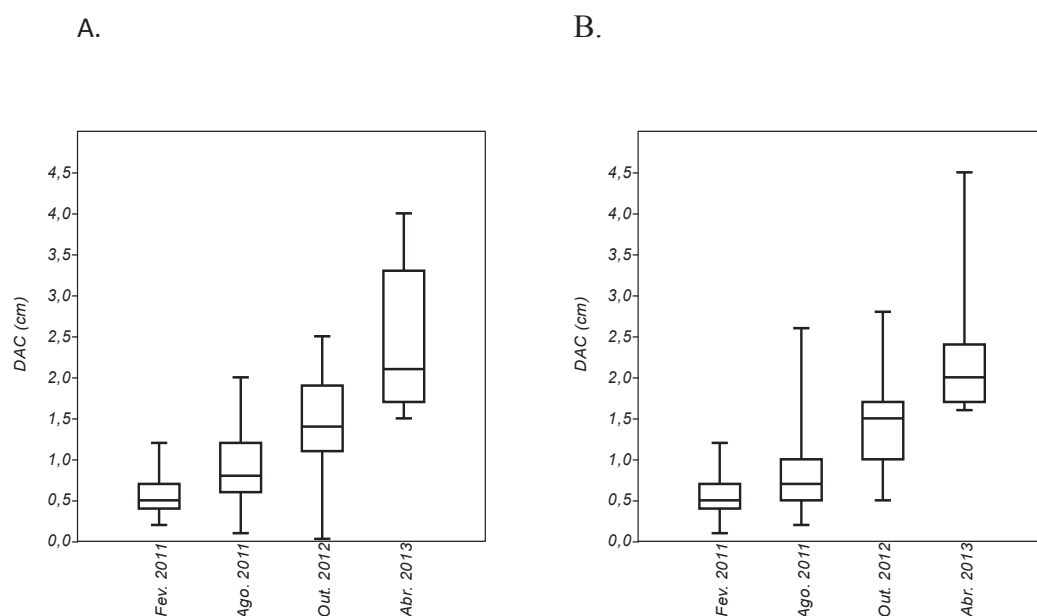 A.
B.
4,5
4,0
3,5
3,0
2,5
2,0
1,5
1,0
0,5
0,0
DAC (cm)
Fev. 2011
Ago. 2011
Out. 2012
Abr. 2013
4,5
4,0
3,5
3,0
2,5
2,0
1,5
1,0
0,5
0,0
DAC (cm)
Fev. 2011
Ago. 2011
Out. 2012
Abr. 2013